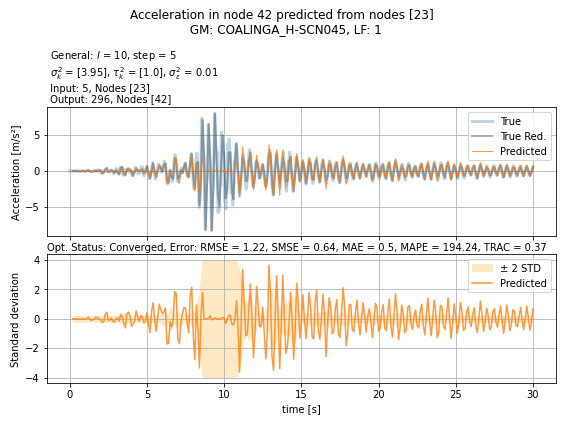 Acceleration in node 42 predicted from nodes [23]
GM: COALINGA_H-SCN045, LF: 1
General: l = 10, step = 5
σ²ₖ = [3.95], τ²ₖ = [1.0], σ²ε = 0.01
Input: 5, Nodes [23]
Output: 296, Nodes [42]
Acceleration [m/s²]
5
0
−5
True
True Red.
Predicted
Opt. Status: Converged, Error: RMSE = 1.22, SMSE = 0.64, MAE = 0.5, MAPE = 194.24, TRAC = 0.37
Standard deviation
4
2
0
−2
−4
± 2 STD
Predicted
0 5 10 15 20 25 30
time [s]